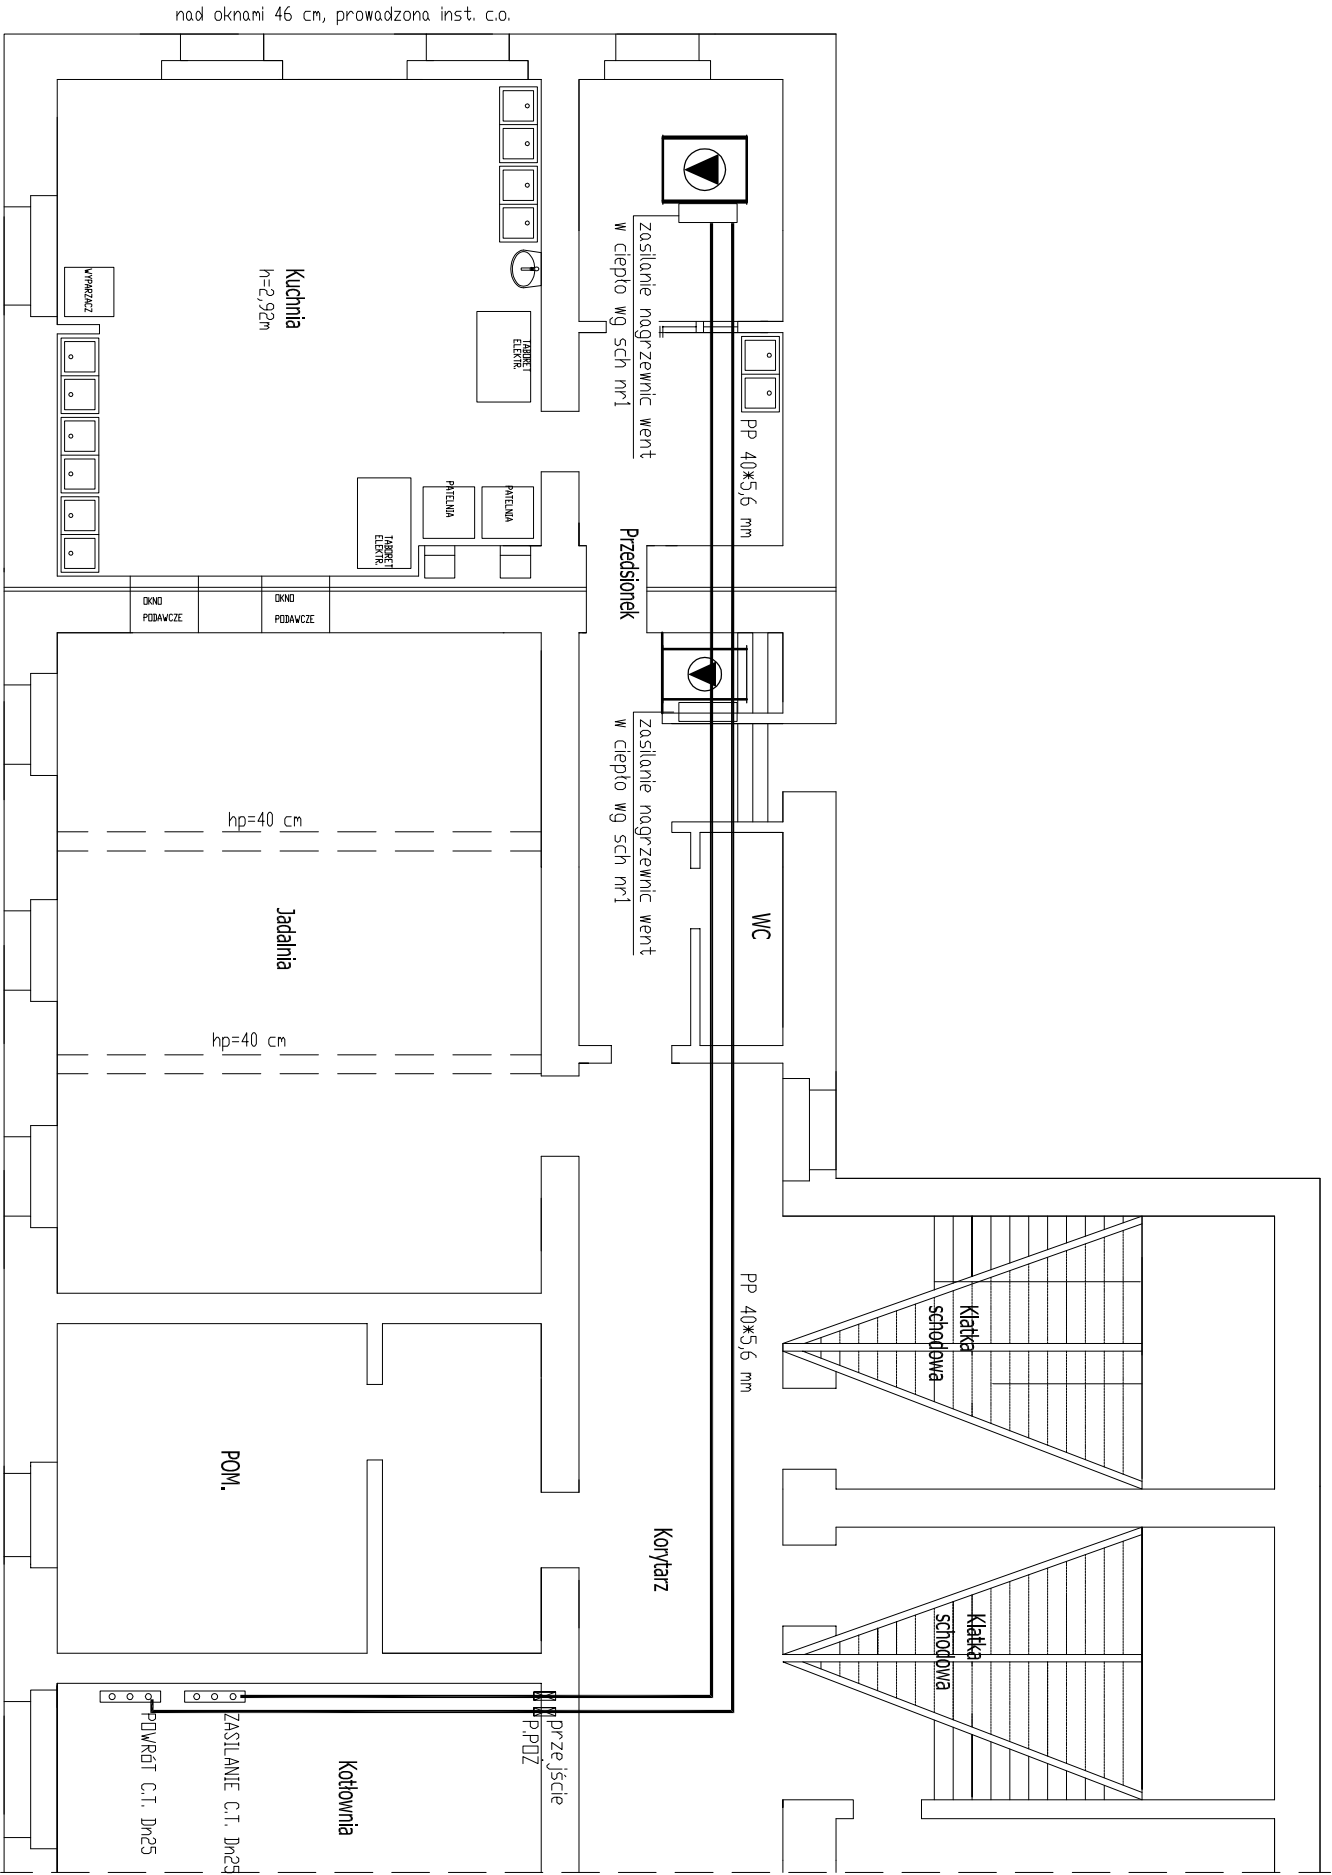 nad oknami 46 cm, prowadzona inst. c.o.
zasilanie nagrzewnic went
w ciepło wg sch nr1
WYPARZACZ
Kuchnia
h=2,92m
TABORET
ELEKTR.
PP 40*5,6 mm
PATELNIA
PATELNIA
TABORET
ELEKTR.
Przedsionek
OKNO
PODAWCZE
OKNO
PODAWCZE
zasilanie nagrzewnic went
w ciepło wg sch nr1
hp=40 cm
Jadalnia
WC
hp=40 cm
PP 40*5,6 mm
Klatka
schodowa
POM.
Korytarz
Klatka
schodowa
przejście
P.POŻ
POWRÓT C.T. Dn25
ZASILANIE C.T. Dn25
Kotłownia